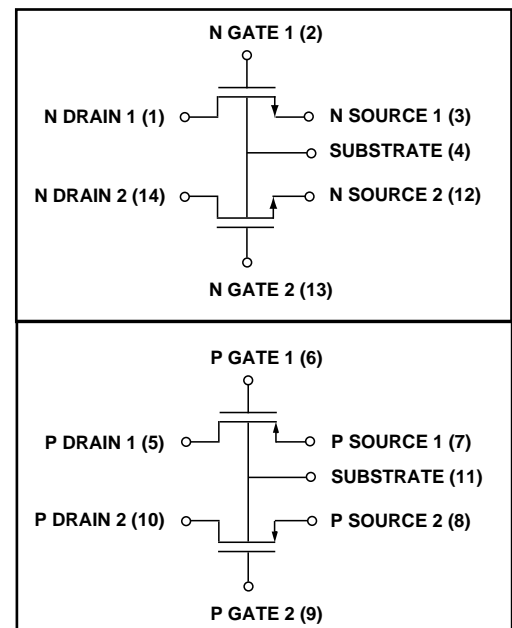 N GATE 1 (2)
N DRAIN 1 (1)
N SOURCE 1 (3)
SUBSTRATE (4)
N DRAIN 2 (14)
N SOURCE 2 (12)
N GATE 2 (13)
P GATE 1 (6)
P DRAIN 1 (5)
P SOURCE 1 (7)
SUBSTRATE (11)
P DRAIN 2 (10)
P SOURCE 2 (8)
P GATE 2 (9)